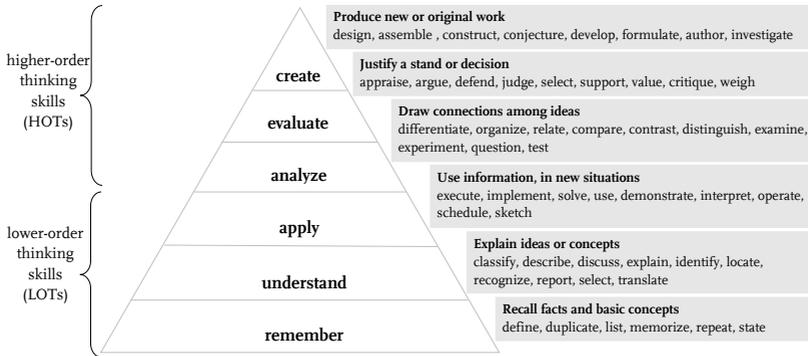 Produce new or original work
design, assemble , construct, conjecture, develop, formulate, author, investigate
higher-order
thinking
skills
(HOTs)
create
Justify a stand or decision
appraise, argue, defend, judge, select, support, value, critique, weigh
evaluate
Draw connections among ideas
differentiate, organize, relate, compare, contrast, distinguish, examine,
experiment, question, test
analyze
Use information, in new situations
execute, implement, solve, use, demonstrate, interpret, operate,
schedule, sketch
lower-order
thinking
skills
(LOTs)
apply
Explain ideas or concepts
classify, describe, discuss, explain, identify, locate,
recognize, report, select, translate
understand
Recall facts and basic concepts
define, duplicate, list, memorize, repeat, state
remember